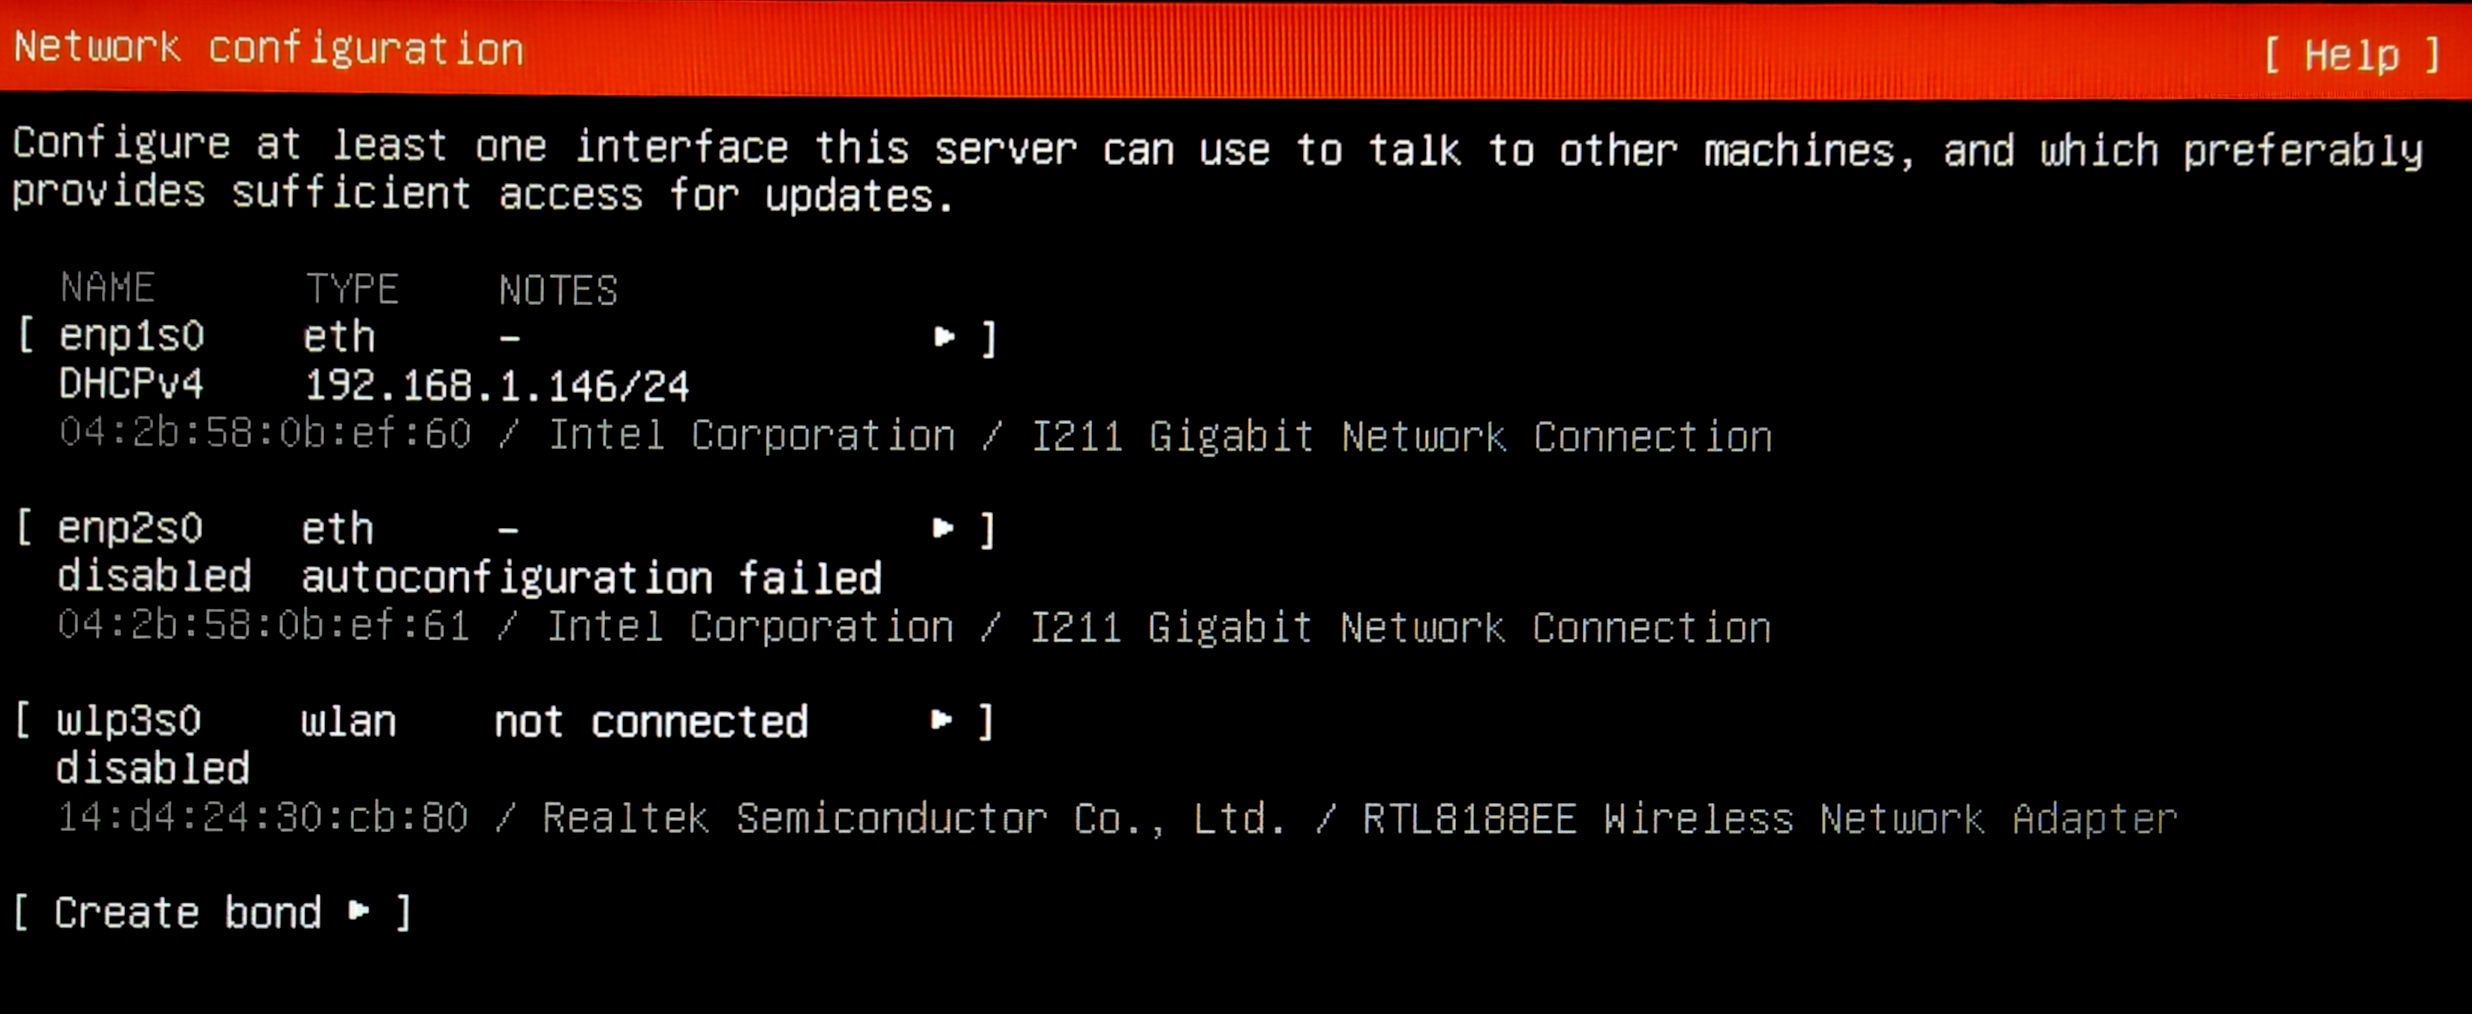 Network configuration [ Help ]
Configure at least one interface this server can use to talk to other machines, and which preferably
provides sufficient access for updates.
NAME TYPE NOTES
[ enp1s0 eth - ▸ ]
DHCPv4 192.168.1.146/24
04:2b:58:0b:ef:60 / Intel Corporation / I211 Gigabit Network Connection
[ enp2s0 eth - ▸ ]
disabled autoconfiguration failed
04:2b:58:0b:ef:61 / Intel Corporation / I211 Gigabit Network Connection
[ wlp3s0 wlan not connected ▸ ]
disabled
14:d4:24:30:cb:80 / Realtek Semiconductor Co., Ltd. / RTL8188EE Wireless Network Adapter
[ Create bond ▸ ]